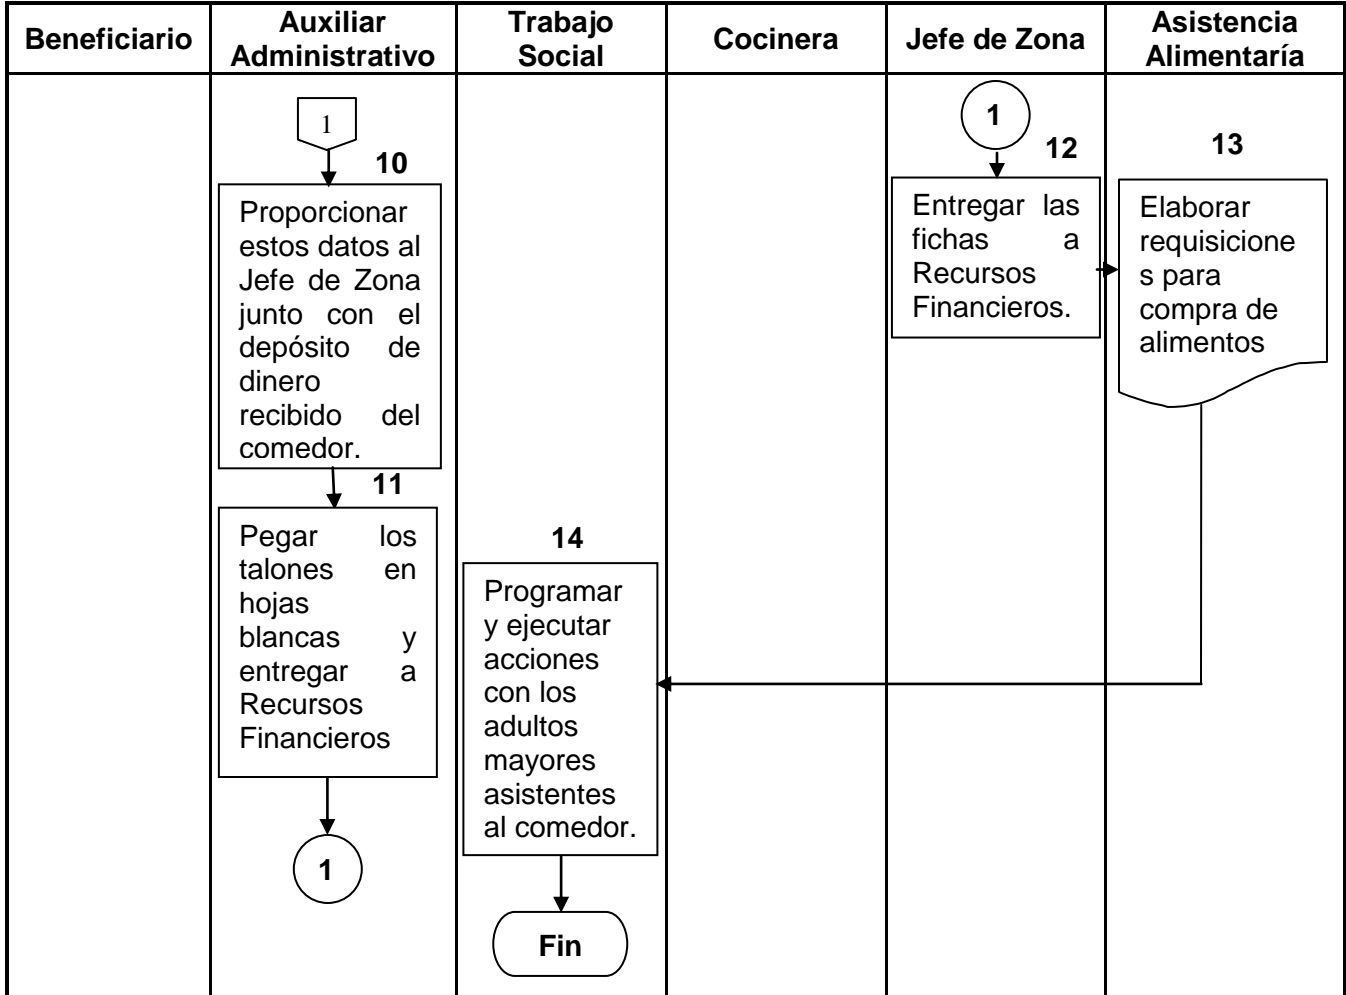 Beneficiario
Auxiliar
Administrativo
Trabajo
Social
Cocinera
Jefe de Zona
Asistencia
Alimentaría
1
10
Proporcionar
estos datos al
Jefe de Zona
junto con el
depósito de
dinero
recibido del
comedor.
11
Pegar los
talones en
hojas
blancas y
entregar a
Recursos
Financieros
1
14
Programar
y ejecutar
acciones
con los
adultos
mayores
asistentes
al comedor.
Fin
1
12
Entregar las
fichas a
Recursos
Financieros.
13
Elaborar
requisicione
s para
compra de
alimentos